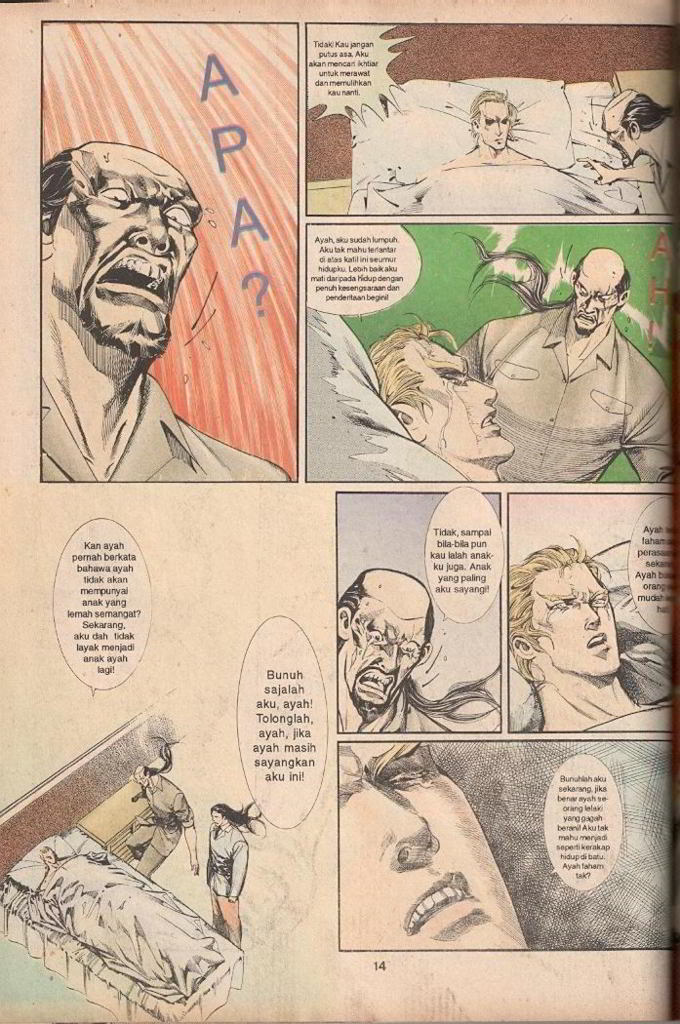 A
P
A
?
Tidak! Kau jangan
putus asa. Aku
akan mencari ikhtiar
untuk merawat
dan memulihkan
kau nanti.
Ayah, aku sudah lumpuh.
Aku tak mahu terlantar
di atas katil ini seumur
hidupku. Lebih baik aku
mati daripada hidup dengan
penuh kesengsaraan dan
penderitaan begini!
A
H
!
Kan ayah
pernah berkata
bahawa ayah
tidak akan
mempunyai
anak yang
lemah semangat?
Sekarang,
aku dah tidak
layak menjadi
anak ayah
lagi!
Bunuh
sajalah
aku, ayah!
Tolonglah,
ayah, jika
ayah masih
sayangkan
aku ini!
Tidak, sampai
bila-bila pun
kau ialah anak-
ku juga. Anak
yang paling
aku sayangi!
Ayah
faham
Ayah
orang
mudah
Bunuhlah aku
sekarang, jika
benar ayah se-
orang lelaki
yang gagah
berani! Aku tak
mahu menjadi
seperti kerakap
hidup di batu.
Ayah faham
tak?
14